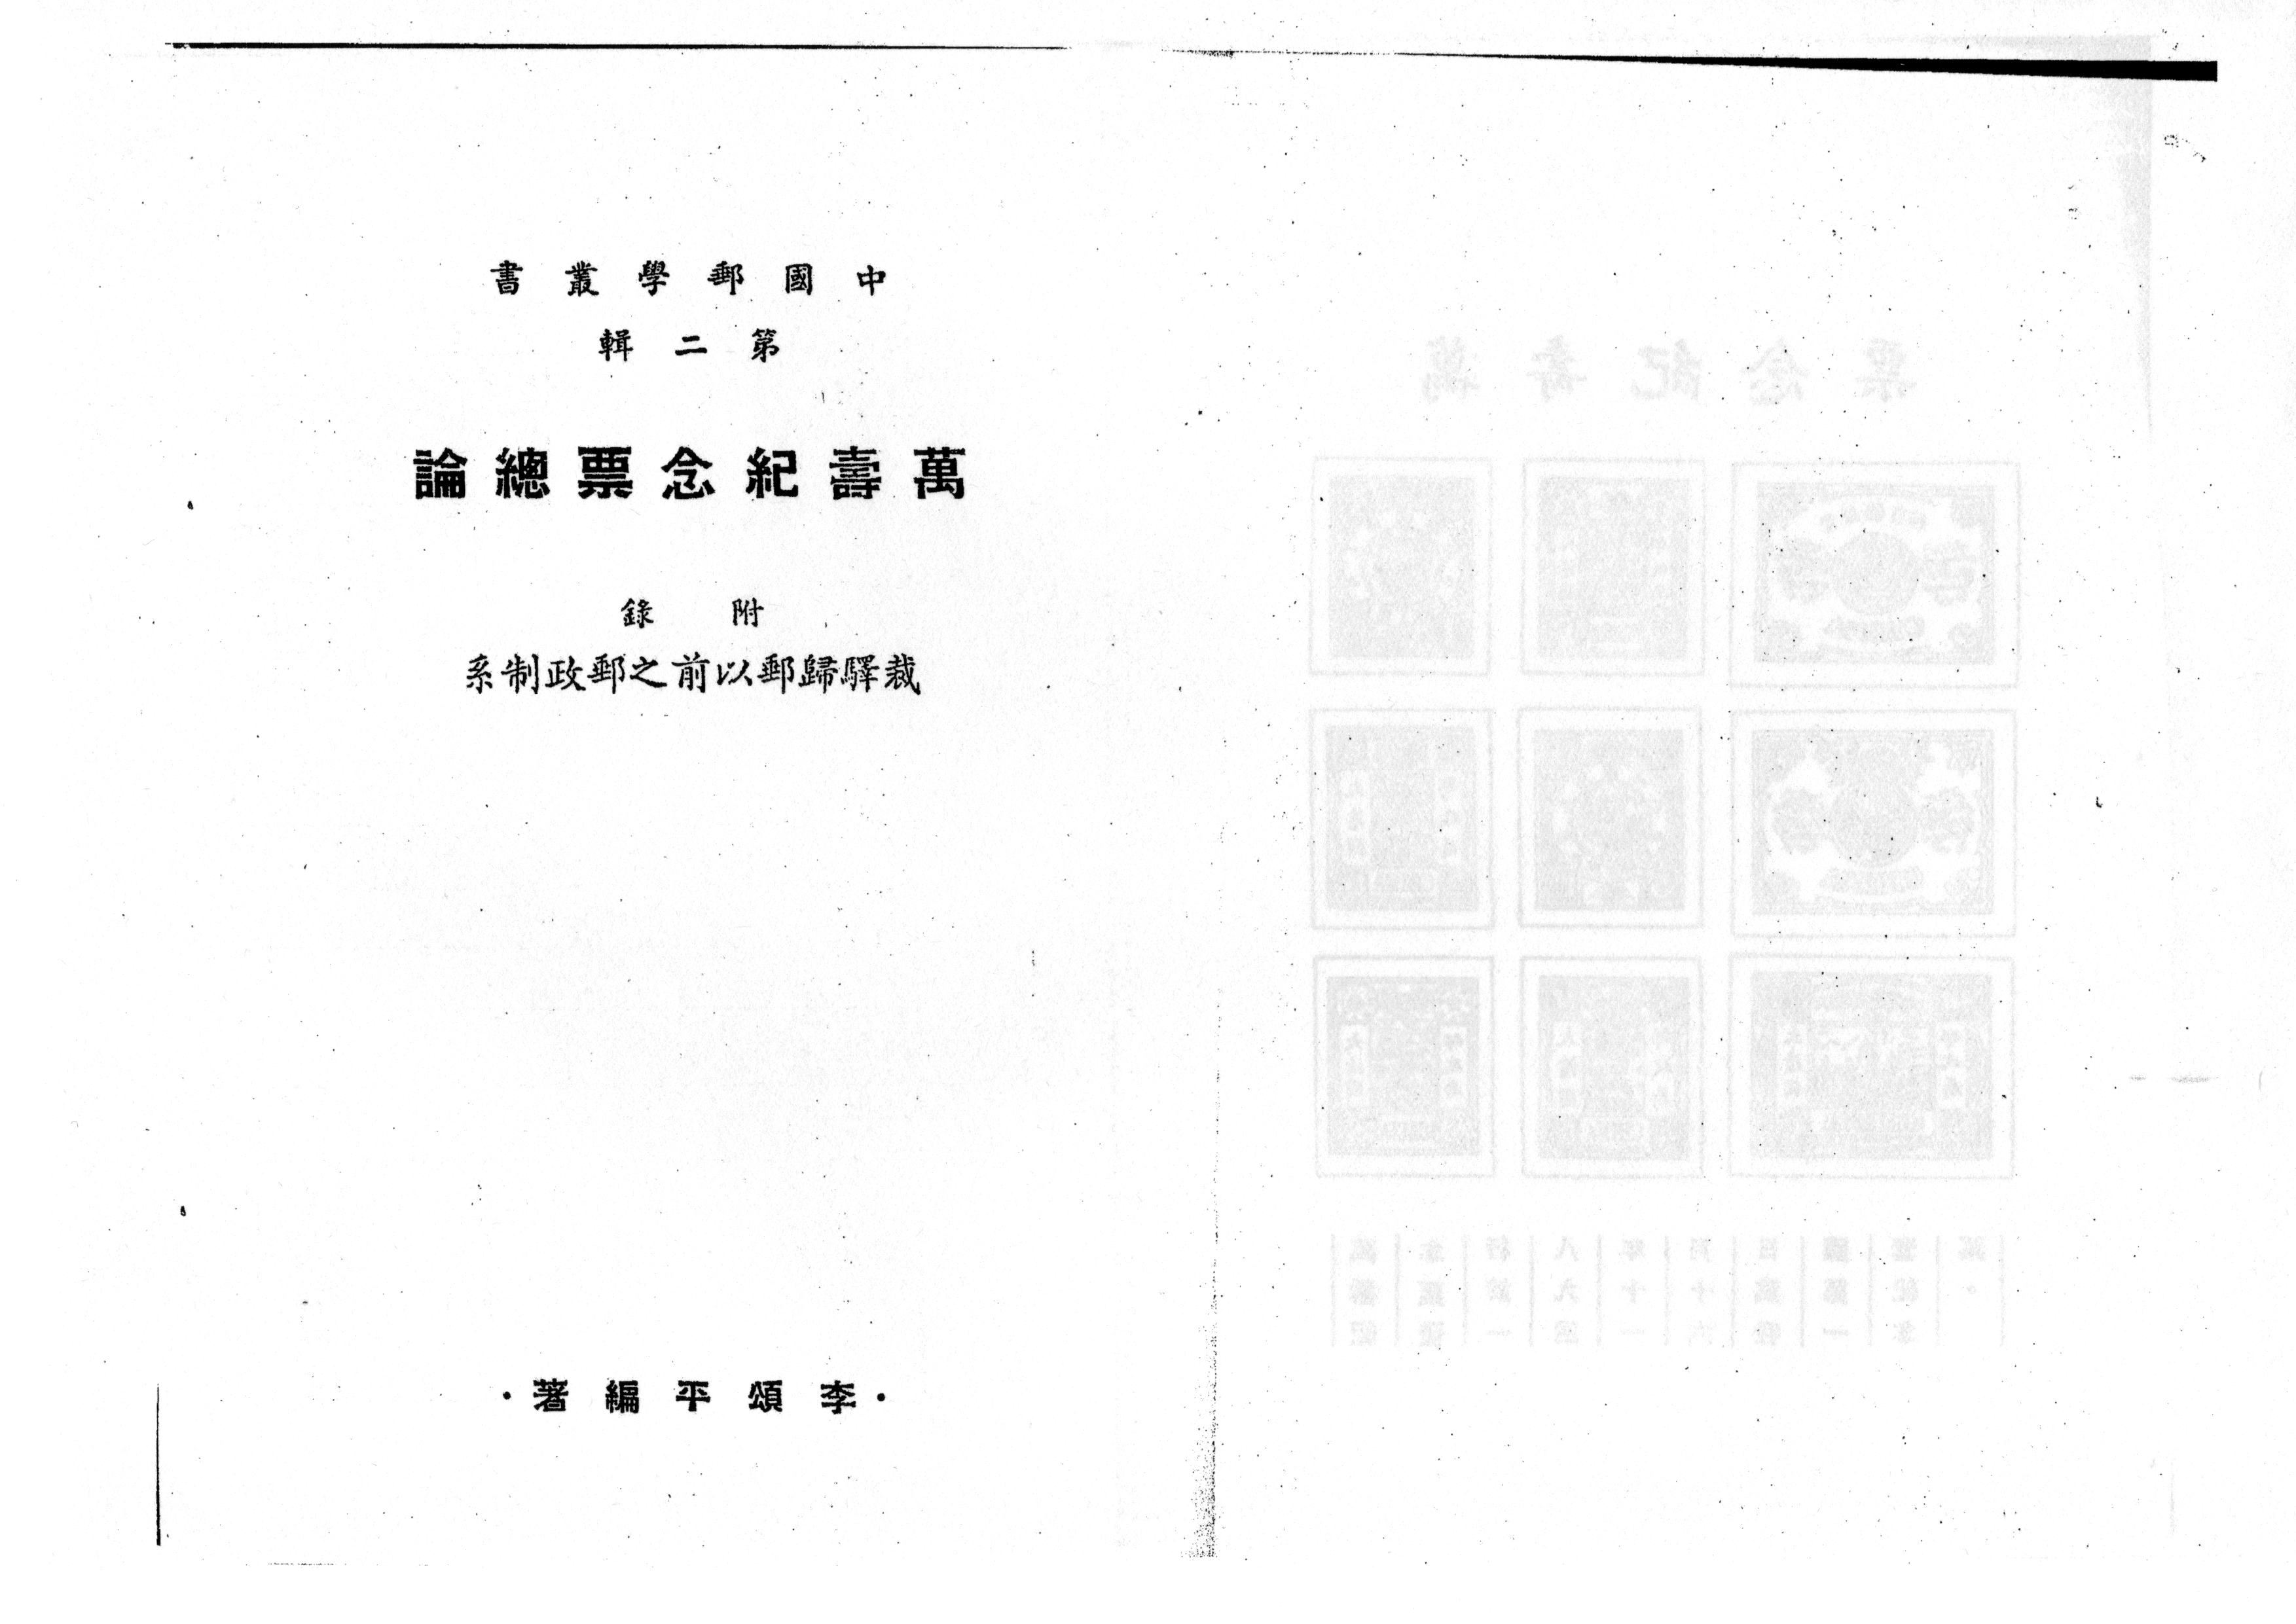 中國郵學叢書
第二輯
萬壽紀念票總論
附錄
裁驛歸郵以前之郵政制系
・李頌平編著・
萬壽紀念票